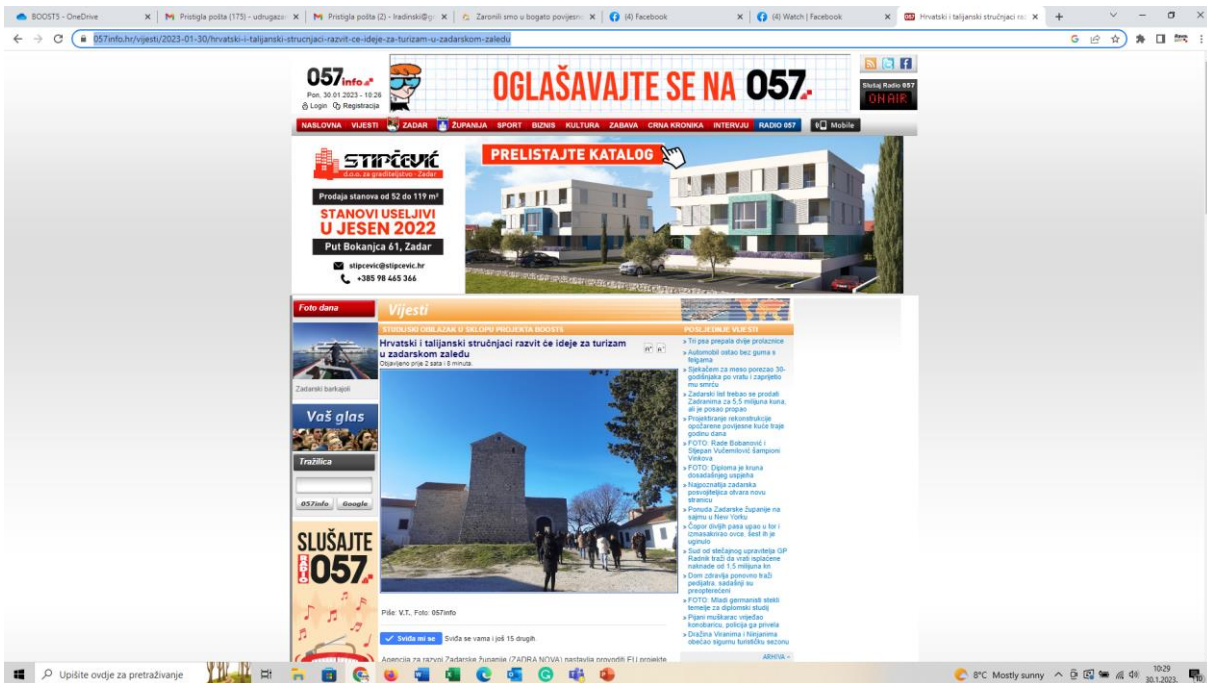 BOOST5 - OneDrive
Pristigla pošta (175) - udrugazor
Pristigla pošta (2) - lradinski@gm
Zaronili smo u bogato povijesno
(4) Facebook
(4) Watch | Facebook
Hrvatski i talijanski stručnjaci raz
057info.hr/vijesti/2023-01-30/hrvatski-i-talijanski-strucnjaci-razvit-ce-ideje-za-turizam-u-zadarskom-zaledu
057info
Pon, 30.01.2023 - 10:26
Login Registracija
OGLAŠAVAJTE SE NA 057
Slušaj Radio 057
ON AIR
NASLOVNA VIJESTI ZADAR ŽUPANIJA SPORT BIZNIS KULTURA ZABAVA CRNA KRONIKA INTERVJU RADIO 057 Mobile
STIPČEVIĆ
d.o.o. za graditeljstvo - Zadar
Prodaja stanova od 52 do 119 m²
STANOVI USELJIVI
U JESEN 2022
Put Bokanjca 61, Zadar
stipcevic@stipcevic.hr
+385 98 465 366
PRELISTAJTE KATALOG
Foto dana
Zadarski barkajoli
Vaš glas
Tražilica
057info Google
SLUŠAJTE
RADIO 057
Vijesti
STUDIJSKI OBILAZAK U SKLOPU PROJEKTA BOOST5
Hrvatski i talijanski stručnjaci razvit će ideje za turizam
u zadarskom zaleđu
Objavljeno prije 2 sata i 8 minuta
Piše: V.T., Foto: 057info
Sviđa mi se Sviđa se vama i još 15 drugih.
Agencija za razvoj Zadarske županije (ZADRA NOVA) nastavlja provoditi EU projekte
POSLJEDNJE VIJESTI
» Tri psa prepala dvije prolaznice
» Automobil ostao bez guma s
felgama
» Sjekačem za meso porezao 30-
godišnjaka po vratu i zaprijetio
mu smrću
» Zadarski list trebao se prodati
Zadranima za 5,5 milijuna kuna,
ali je posao propao
» Projektiranje rekonstrukcije
opožarene povijesne kuće traje
godinu dana
» FOTO: Rade Bobanović i
Stjepan Vučemilović šampioni
Vinkova
» FOTO: Diploma je kruna
dosadašnjeg uspjeha
» Najpoznatija zadarska
posvojiteljica otvara novu
stranicu
» Ponuda Zadarske županije na
sajmu u New Yorku
» Čopor divljih pasa upao u tor i
izmasakrirao ovce, šest ih je
uginulo
» Sud od stečajnog upravitelja GP
Radnik traži da vrati isplaćene
naknade od 1,5 milijuna kn
» Dom zdravlja ponovno traži
pedijatra, sadašnji su
preopterećeni
» FOTO: Mladi germanisti stekli
temelje za diplomski studij
» Pijani muškarac vrijeđao
konobaricu, policija ga privela
» Dražina Viranima i Ninjanima
obećao sigurnu turističku sezonu
ARHIVA »
Upišite ovdje za pretraživanje
8°C Mostly sunny
10:29
30.1.2023.